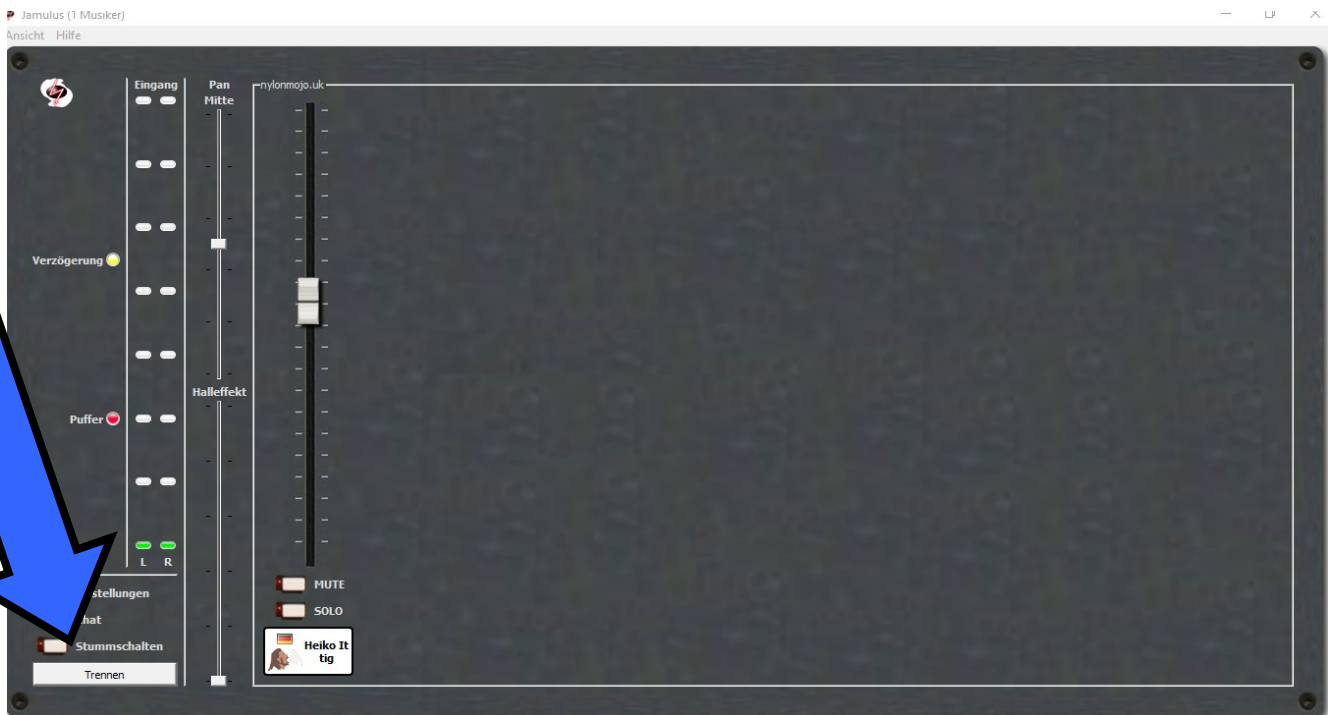 Jamulus (1 Musiker)
Ansicht Hilfe
Eingang
Pan
Mitte
nylonmojo.uk
Verzögerung
Halleffekt
Puffer
L R
stellungen
hat
Stummschalten
Trennen
MUTE
SOLO
Heiko It
tig